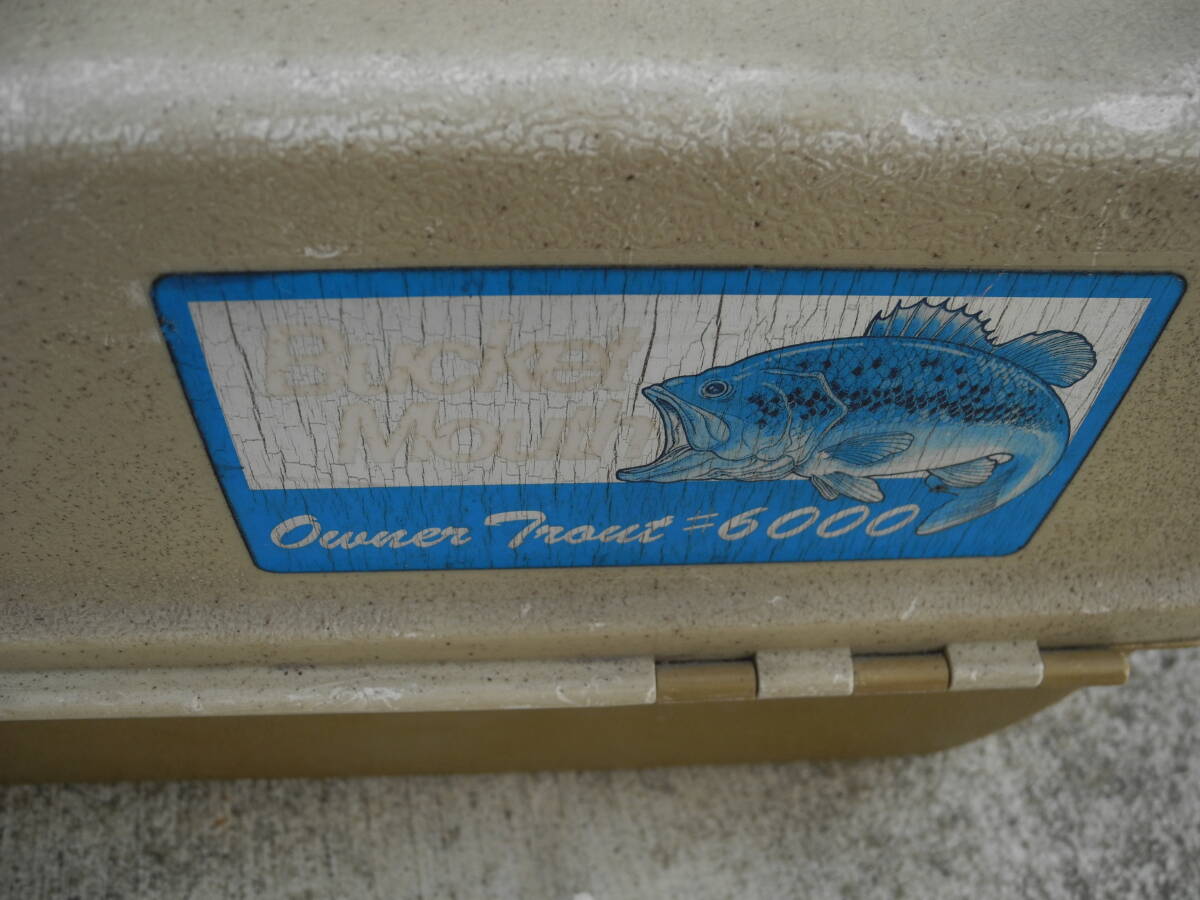 Bucket
Mouth
Owner Trout =6000